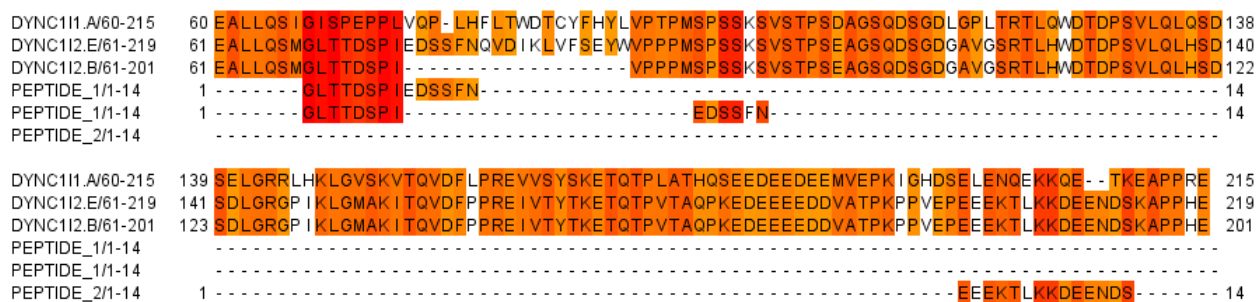 DYNC1I1.A/60-215 60 EALLQSIGISPEPPLVQP-LHFLTWDTCYFHYLVPTPMSPSSKSVSTPSDAGSQDSGDLGPLTRTLQWDTDPSVLQLQSD 138
DYNC1I2.E/61-219 61 EALLQSMGLTTDSPIEDSSFNQVDIKLVFSEYWVPPPMSPSSKSVSTPSEAGSQDSGDGAVGSRTLHWDTDPSVLQLHSD 140
DYNC1I2.B/61-201 61 EALLQSMGLTTDSPI------------------VPPPMSPSSKSVSTPSEAGSQDSGDGAVGSRTLHWDTDPSVLQLHSD 122
PEPTIDE_1/1-14 1 -------GLTTDSPIEDSSFN----------------------------------------------------------- 14
PEPTIDE_1/1-14 1 -------GLTTDSPI-----------------------EDSSFN------------------------------------ 14
PEPTIDE_2/1-14 --------------------------------------------------------------------------------
DYNC1I1.A/60-215 139 SELGRRLHKLGVSKVTQVDFLPREVVSYSKETQTPLATHQSEEDEEDEEMVEPKIGHDSELENQEKKQE--TKEAPPRE 215
DYNC1I2.E/61-219 141 SDLGRGPIKLGMAKITQVDFPPREIVTYTKETQTPVTAQPKEDEEEEDDVATPKPPVEPEEEKTLKKDEENDSKAPPHE 219
DYNC1I2.B/61-201 123 SDLGRGPIKLGMAKITQVDFPPREIVTYTKETQTPVTAQPKEDEEEEDDVATPKPPVEPEEEKTLKKDEENDSKAPPHE 201
PEPTIDE_1/1-14 -------------------------------------------------------------------------------
PEPTIDE_1/1-14 -------------------------------------------------------------------------------
PEPTIDE_2/1-14 1 -----------------------------------------------------------EEEKTLKKDEENDS------ 14